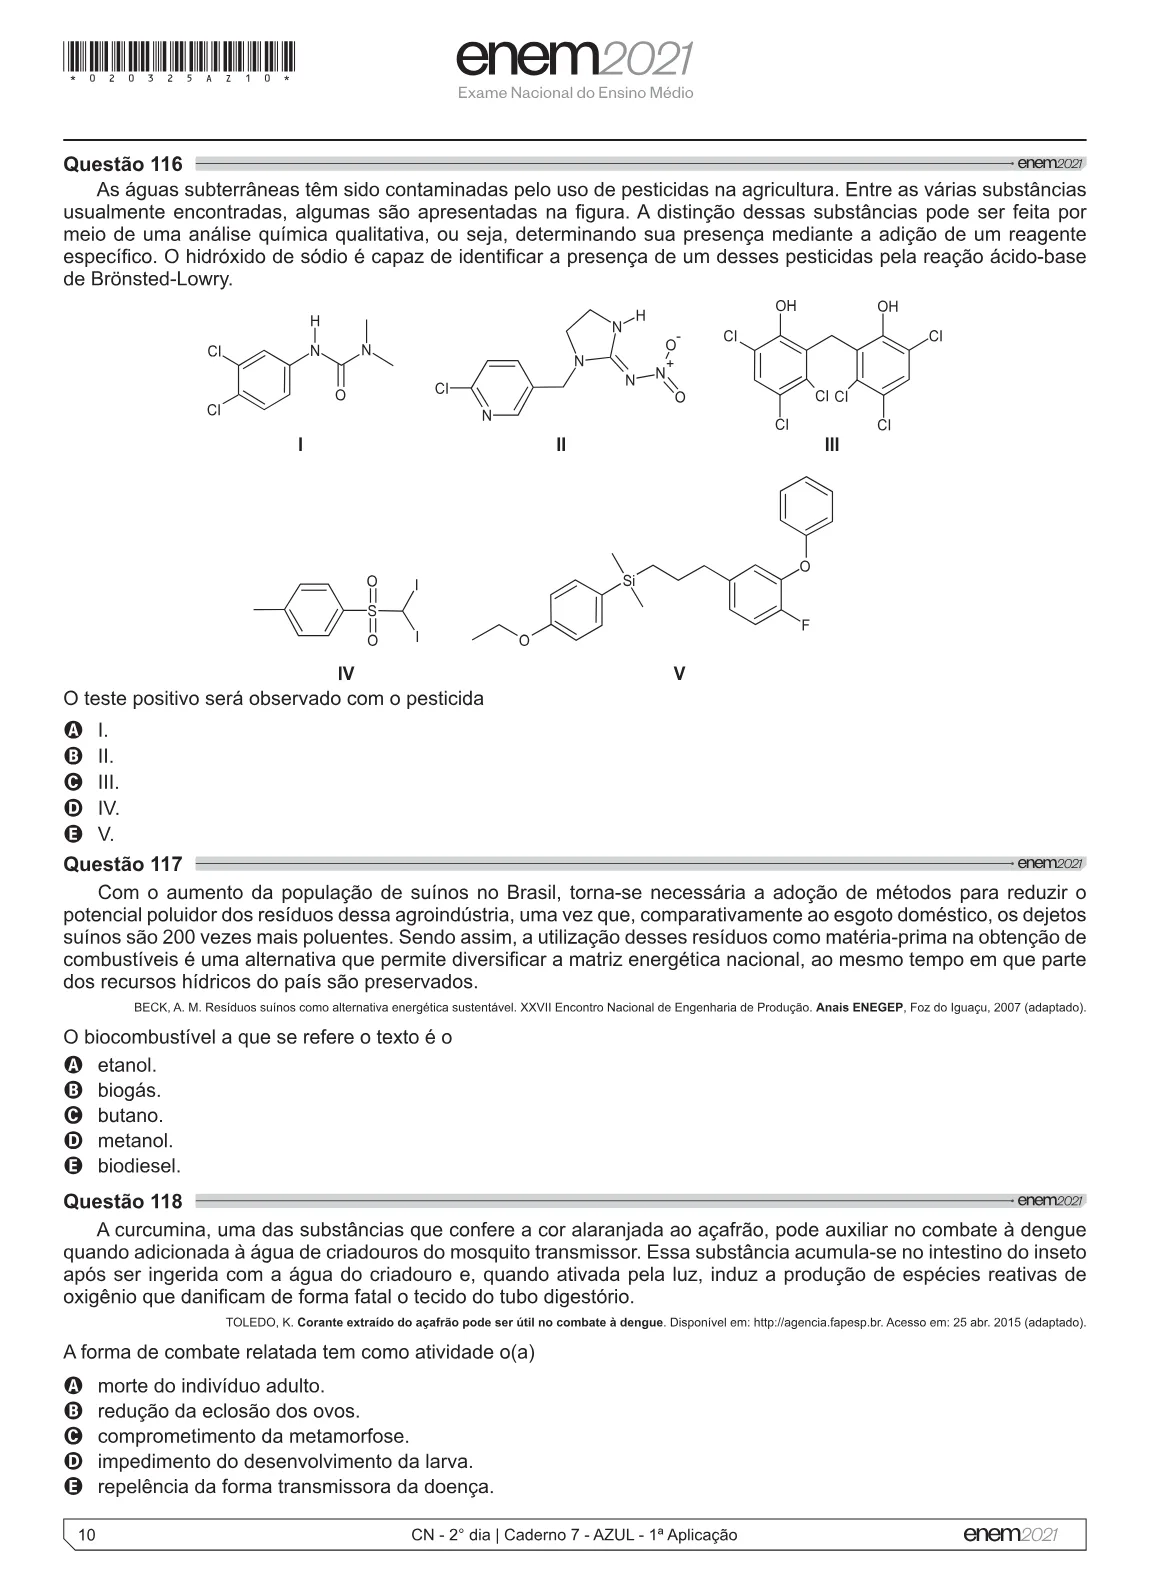 *020325AZ10*
enem2021
Exame Nacional do Ensino Médio
Questão 116
enem2021
As águas subterrâneas têm sido contaminadas pelo uso de pesticidas na agricultura. Entre as várias substâncias
usualmente encontradas, algumas são apresentadas na figura. A distinção dessas substâncias pode ser feita por
meio de uma análise química qualitativa, ou seja, determinando sua presença mediante a adição de um reagente
específico. O hidróxido de sódio é capaz de identificar a presença de um desses pesticidas pela reação ácido-base
de Brönsted-Lowry.
H
Cl
N
N
O
Cl
I
N
H
N
N
N
+
O-
O
Cl
N
II
OH
OH
Cl
Cl
Cl
Cl
Cl
Cl
III
O
S
O
I
I
IV
O
Si
O
F
V
O teste positivo será observado com o pesticida
A I.
B II.
C III.
D IV.
E V.
Questão 117
enem2021
Com o aumento da população de suínos no Brasil, torna-se necessária a adoção de métodos para reduzir o
potencial poluidor dos resíduos dessa agroindústria, uma vez que, comparativamente ao esgoto doméstico, os dejetos
suínos são 200 vezes mais poluentes. Sendo assim, a utilização desses resíduos como matéria-prima na obtenção de
combustíveis é uma alternativa que permite diversificar a matriz energética nacional, ao mesmo tempo em que parte
dos recursos hídricos do país são preservados.
BECK, A. M. Resíduos suínos como alternativa energética sustentável. XXVII Encontro Nacional de Engenharia de Produção. Anais ENEGEP, Foz do Iguaçu, 2007 (adaptado).
O biocombustível a que se refere o texto é o
A etanol.
B biogás.
C butano.
D metanol.
E biodiesel.
Questão 118
enem2021
A curcumina, uma das substâncias que confere a cor alaranjada ao açafrão, pode auxiliar no combate à dengue
quando adicionada à água de criadouros do mosquito transmissor. Essa substância acumula-se no intestino do inseto
após ser ingerida com a água do criadouro e, quando ativada pela luz, induz a produção de espécies reativas de
oxigênio que danificam de forma fatal o tecido do tubo digestório.
TOLEDO, K. Corante extraído do açafrão pode ser útil no combate à dengue. Disponível em: http://agencia.fapesp.br. Acesso em: 25 abr. 2015 (adaptado).
A forma de combate relatada tem como atividade o(a)
A morte do indivíduo adulto.
B redução da eclosão dos ovos.
C comprometimento da metamorfose.
D impedimento do desenvolvimento da larva.
E repelência da forma transmissora da doença.
10
CN - 2° dia | Caderno 7 - AZUL - 1ª Aplicação
enem2021